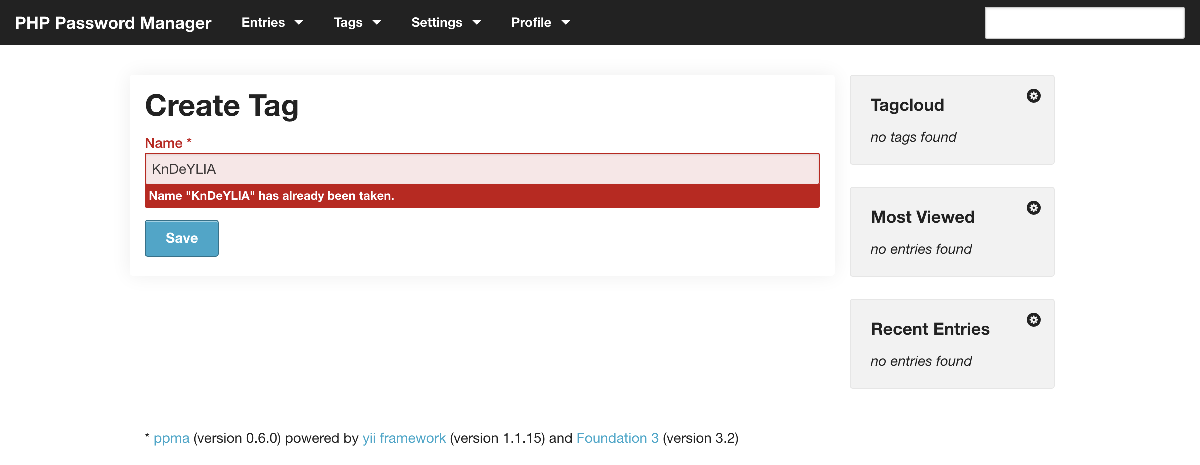 PHP Password Manager Entries Tags Settings Profile
Create Tag
Name *
KnDeYLIA
Name "KnDeYLIA" has already been taken.
Save
Tagcloud
no tags found
Most Viewed
no entries found
Recent Entries
no entries found
* ppma (version 0.6.0) powered by yii framework (version 1.1.15) and Foundation 3 (version 3.2)